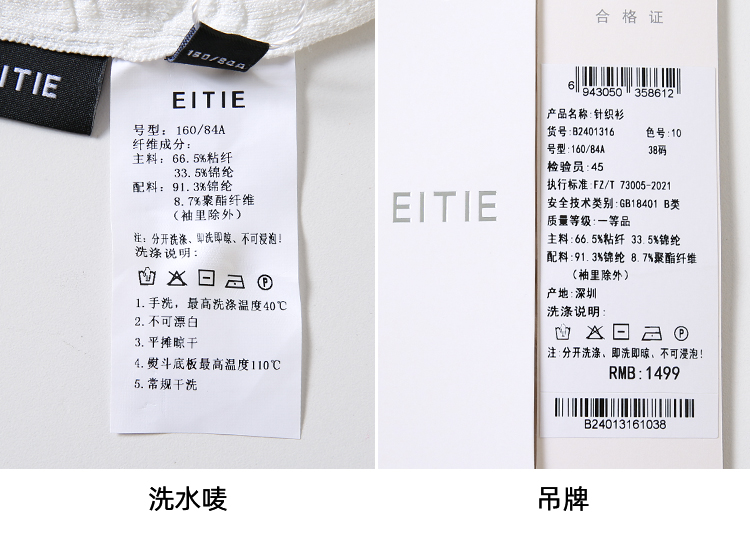 ITIE
160/84A
EITIE
号型: 160/84A
纤维成分:
主料: 66.5%粘纤
33.5%锦纶
配料: 91.3%锦纶
8.7%聚酯纤维
(袖里除外)
注: 分开洗涤、即洗即晾、不可浸泡!
洗涤说明:
1.手洗, 最高洗涤温度40℃
2.不可漂白
3.平摊晾干
4.熨斗底板最高温度110℃
5.常规干洗
洗水唛
EITIE
合格证
6 943050 358612
产品名称:针织衫
货号:B2401316 色号:10
号型:160/84A 38码
检验员:45
执行标准:FZ/T 73005-2021
安全技术类别:GB18401 B类
质量等级:一等品
主料:66.5%粘纤 33.5%锦纶
配料:91.3%锦纶 8.7%聚酯纤维
(袖里除外)
产地:深圳
洗涤说明:
注:分开洗涤、即洗即晾、不可浸泡!
RMB:1499
B24013161038
吊牌